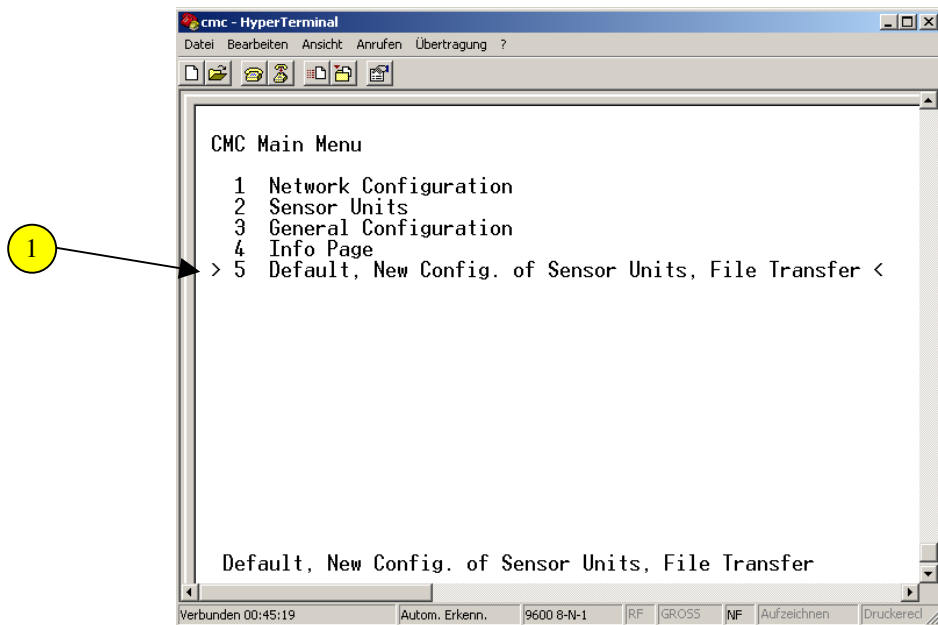 cmc - HyperTerminal
Datei Bearbeiten Ansicht Anrufen Übertragung ?
CMC Main Menu
1 Network Configuration
2 Sensor Units
3 General Configuration
4 Info Page
1
> 5 Default, New Config. of Sensor Units, File Transfer <
Default, New Config. of Sensor Units, File Transfer
Verbunden 00:45:19 Autom. Erkenn. 9600 8-N-1 RF GROSS NF Aufzeichnen Druckerecl